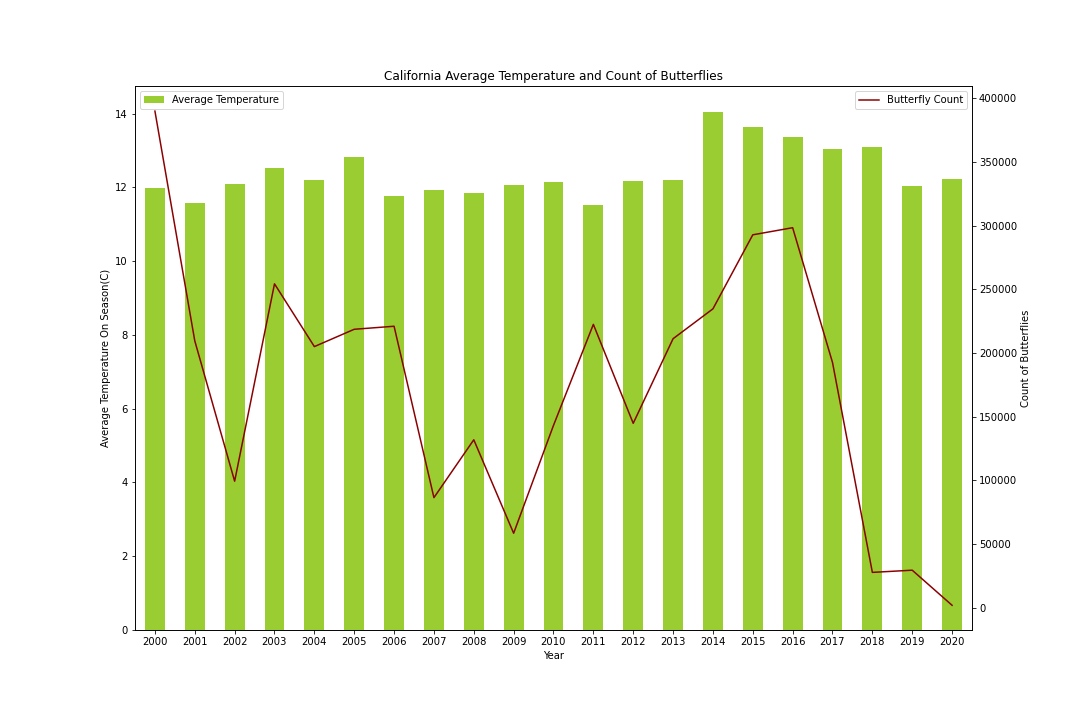 California Average Temperature and Count of Butterflies
Average Temperature
Butterfly Count
14
12
10
8
6
4
2
0
Average Temperature On Season(C)
400000
350000
300000
250000
200000
150000
100000
50000
0
Count of Butterflies
2000 2001 2002 2003 2004 2005 2006 2007 2008 2009 2010 2011 2012 2013 2014 2015 2016 2017 2018 2019 2020
Year